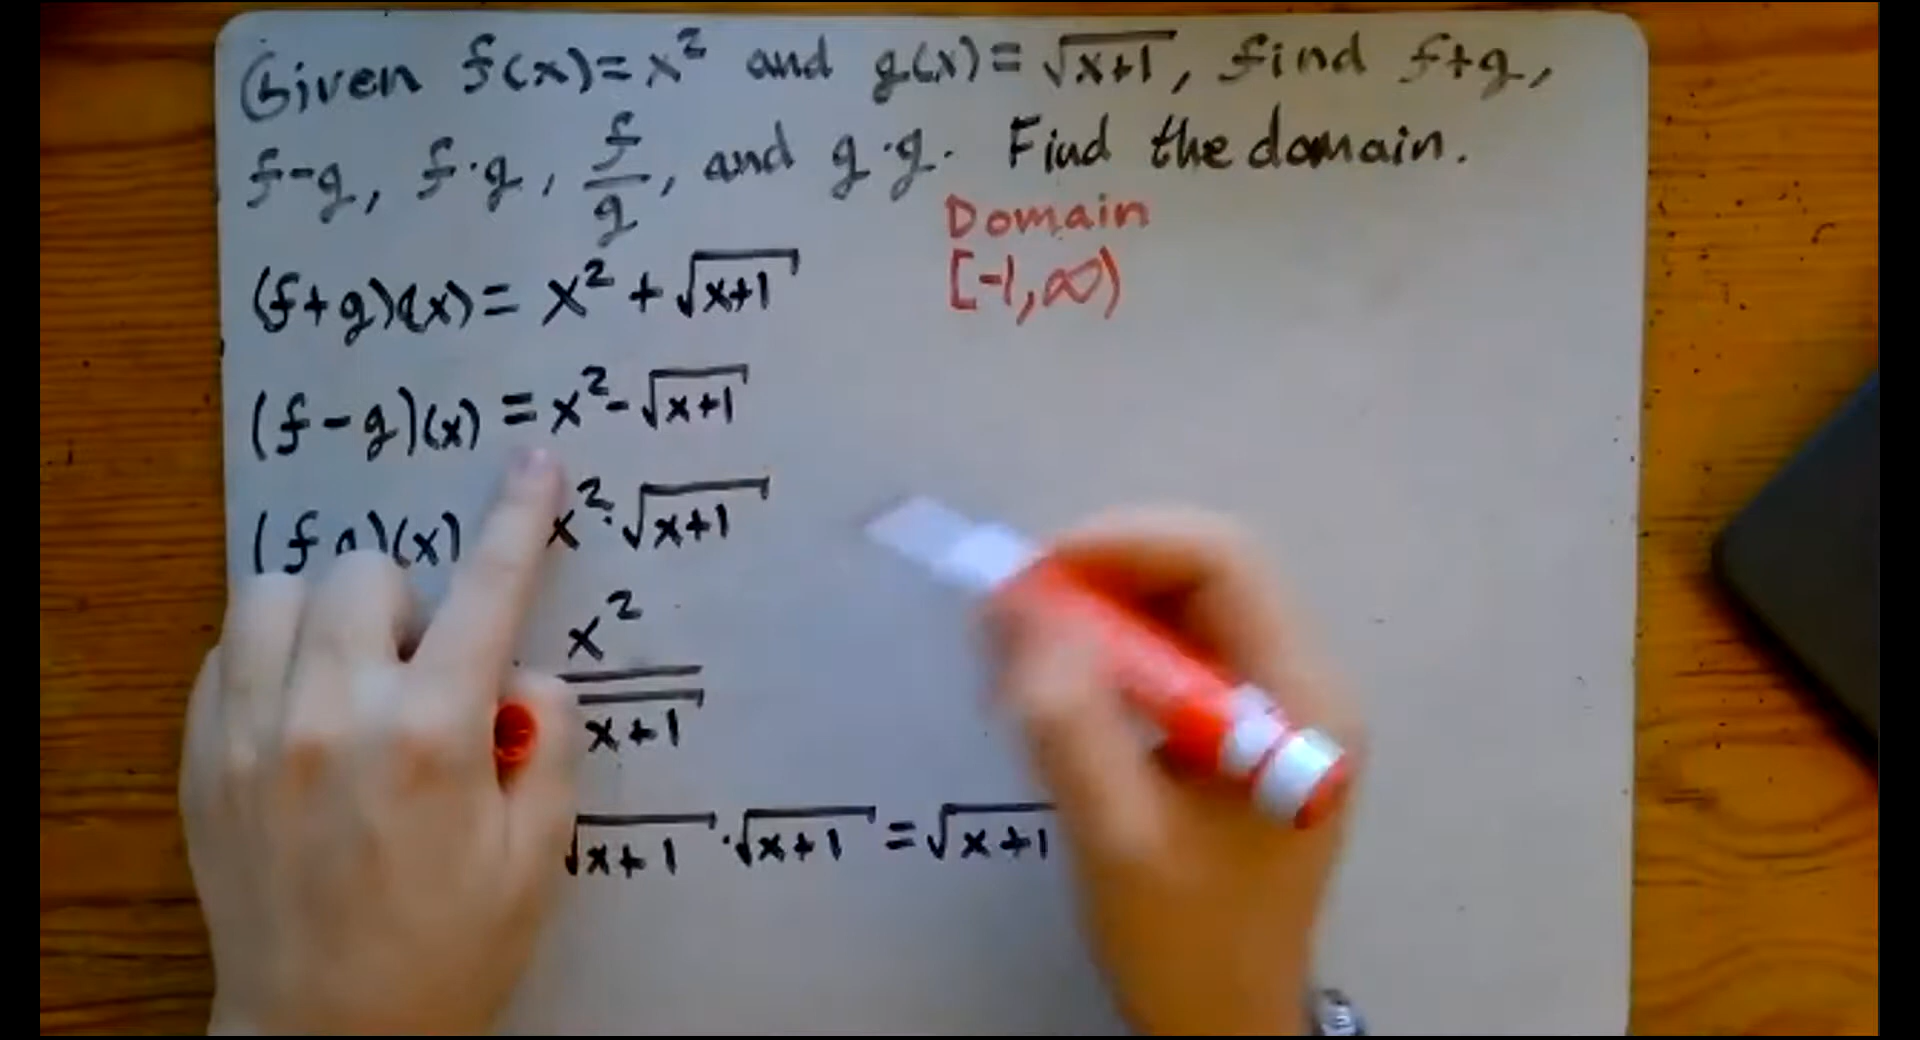 Given f(x)=x² and g(x)=√(x+1), find f+g,
f-g, f·g, f/g, and g·g. Find the domain.
Domain
(f+g)(x)= x² + √(x+1) [-1,∞)
(f-g)(x) = x² - √(x+1)
(f g)(x) x²·√(x+1)
x²
√(x+1)
√(x+1)·√(x+1) = √(x+1)